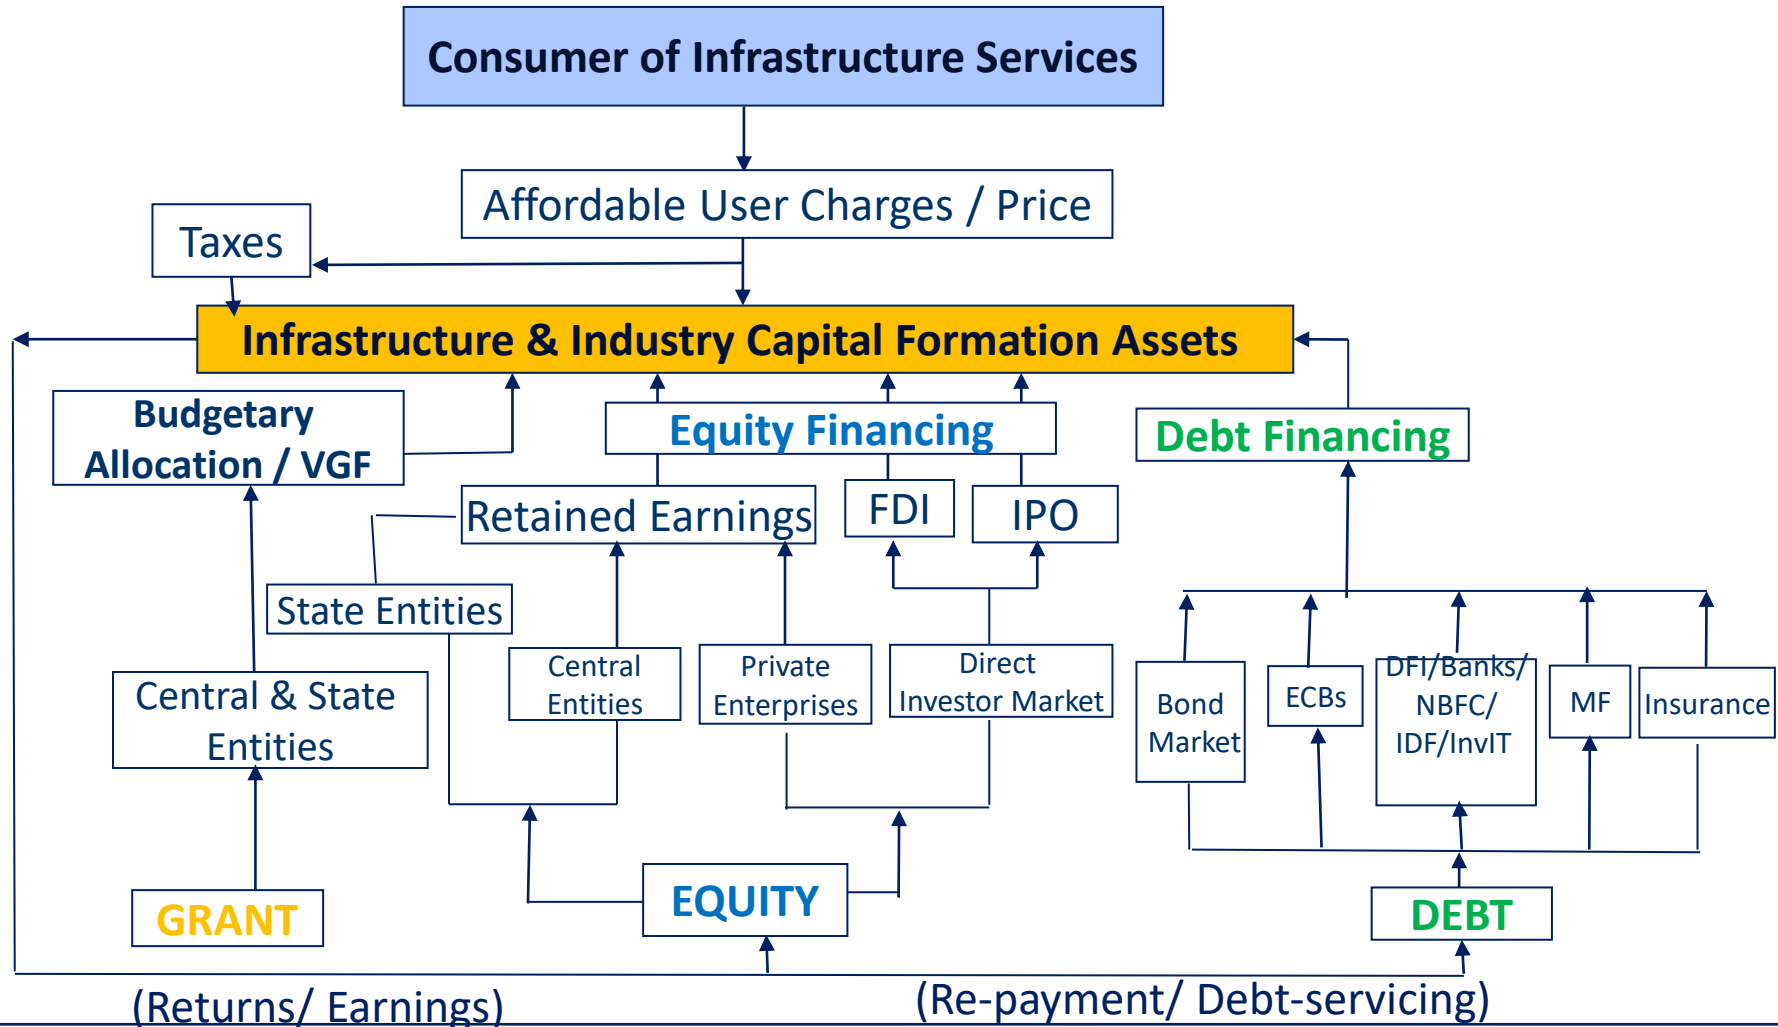 Consumer of Infrastructure Services
Affordable User Charges / Price
Taxes
Infrastructure & Industry Capital Formation Assets
Budgetary
Allocation / VGF
Equity Financing
Debt Financing
Retained Earnings
FDI
IPO
State Entities
Central
Entities
Private
Enterprises
Direct
Investor Market
Central & State
Entities
Bond
Market
ECBs
DFI/Banks/
NBFC/
IDF/InvIT
MF
Insurance
GRANT
EQUITY
DEBT
(Returns/ Earnings)
(Re-payment/ Debt-servicing)